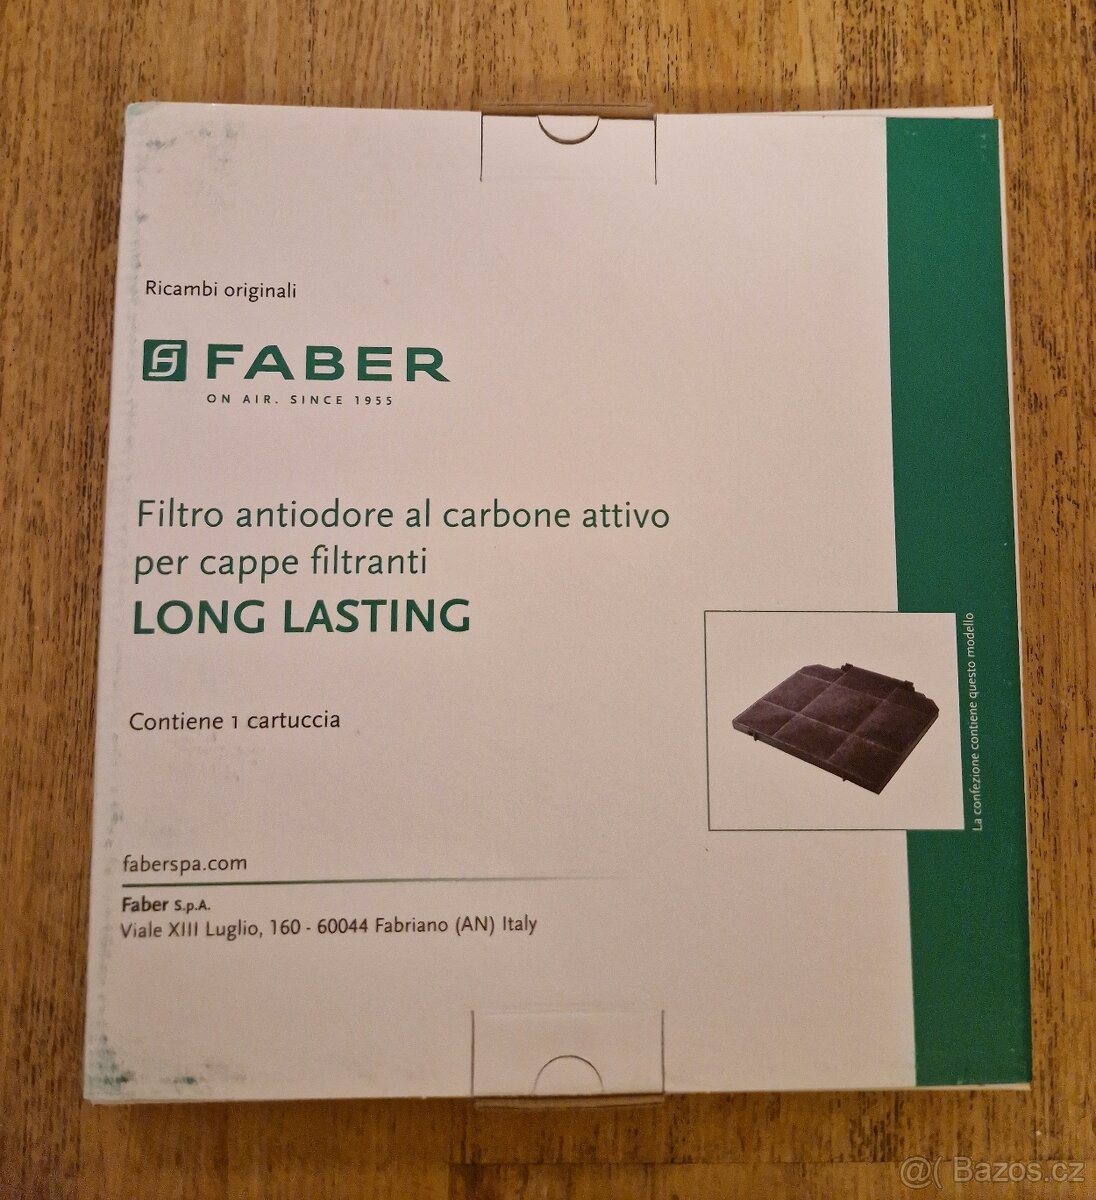 Ricambi originali
FABER
ON AIR. SINCE 1955
Filtro antiodore al carbone attivo
per cappe filtranti
LONG LASTING
Contiene 1 cartuccia
La confezione contiene questo modello
faberspa.com
Faber S.p.A.
Viale XIII Luglio, 160 - 60044 Fabriano (AN) Italy
@( Bazos.cz